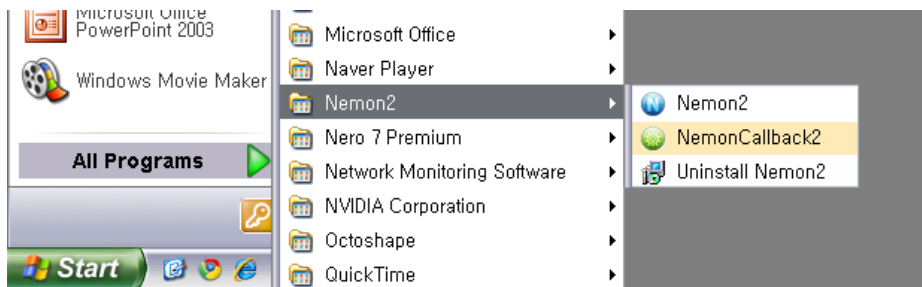 Microsoft Office
PowerPoint 2003
Windows Movie Maker
All Programs
Start
Microsoft Office
Naver Player
Nemon2
Nero 7 Premium
Network Monitoring Software
NVIDIA Corporation
Octoshape
QuickTime
Nemon2
NemonCallback2
Uninstall Nemon2